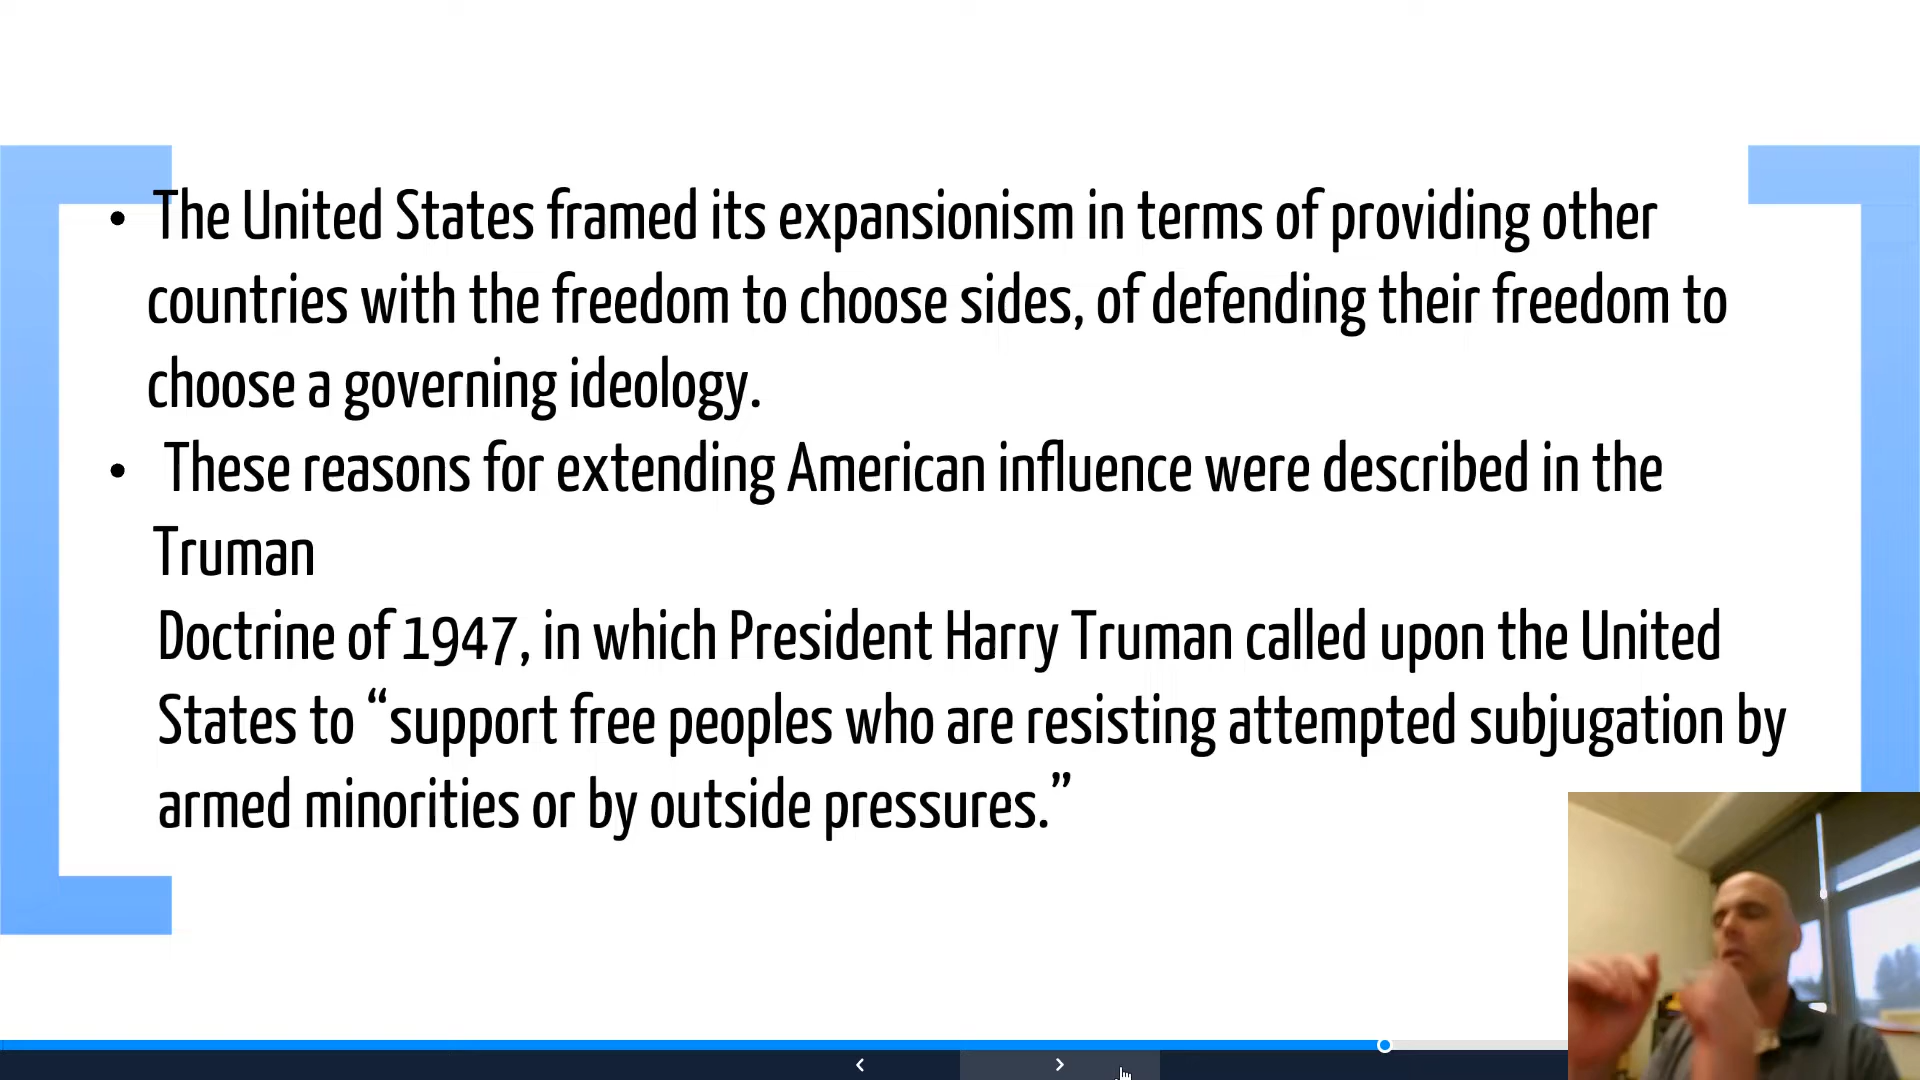 • The United States framed its expansionism in terms of providing other
countries with the freedom to choose sides, of defending their freedom to
choose a governing ideology.
• These reasons for extending American influence were described in the
Truman
Doctrine of 1947, in which President Harry Truman called upon the United
States to “support free peoples who are resisting attempted subjugation by
armed minorities or by outside pressures.”